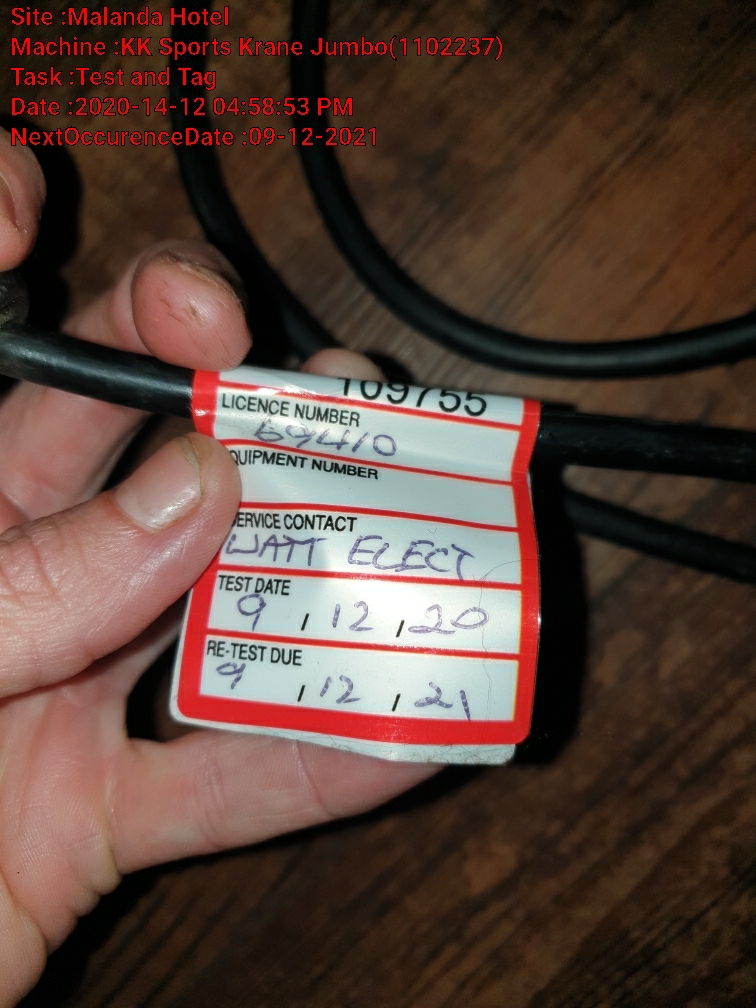 Site :Malanda Hotel
Machine :KK Sports Krane Jumbo(1102237)
Task :Test and Tag
Date :2020-14-12 04:58:53 PM
NextOccurenceDate :09-12-2021
109755
LICENCE NUMBER
69410
QUIPMENT NUMBER
ERVICE CONTACT
WATT ELECT
TEST DATE
9 / 12 / 20
RE-TEST DUE
9 / 12 / 21